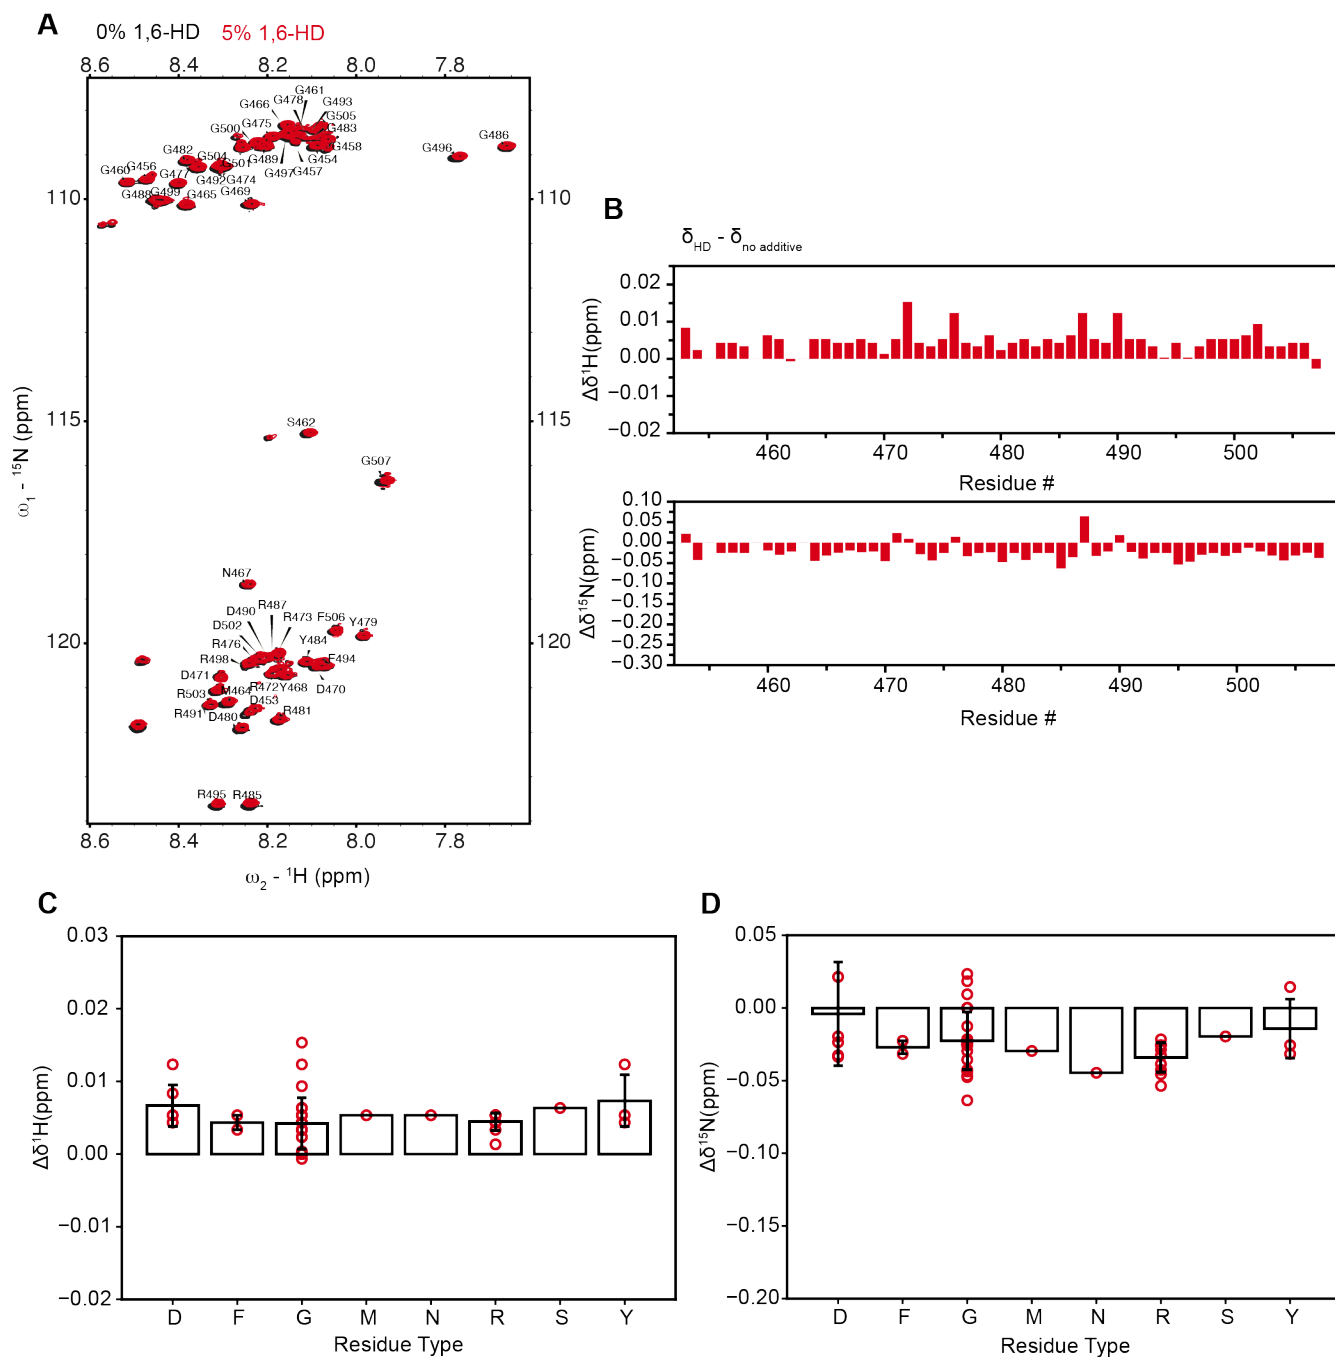 A
0% 1,6-HD 5% 1,6-HD
8.6 8.4 8.2 8.0 7.8
G461
G466 G478 G493
G475 G505
G500 G483
G482 G504 G458
G496 G486
G460 G456 G477 G501 G489 G454
G492 G474 G497 G457
G488 G499 G465 G469
110 110
115 115
S462
G507
N467
R487
D490 R473
D502 F506 Y479
R476 Y484
R498 F494
D471 R472 Y468 D470
R503 M464 D453
R491 D480 R481
120 120
R495 R485
8.6 8.4 8.2 8.0 7.8
ω1 - 15N (ppm)
ω2 - 1H (ppm)
B
δHD - δno additive
0.02
0.01
0.00
−0.01
−0.02
Δδ1H(ppm)
460 470 480 490 500
Residue #
0.10
0.05
0.00
−0.05
−0.10
−0.15
−0.20
−0.25
−0.30
Δδ15N(ppm)
460 470 480 490 500
Residue #
C
0.03
0.02
0.01
0.00
−0.01
−0.02
Δδ1H(ppm)
D F G M N R S Y
Residue Type
D
0.05
0.00
−0.05
−0.10
−0.15
−0.20
Δδ15N(ppm)
D F G M N R S Y
Residue Type